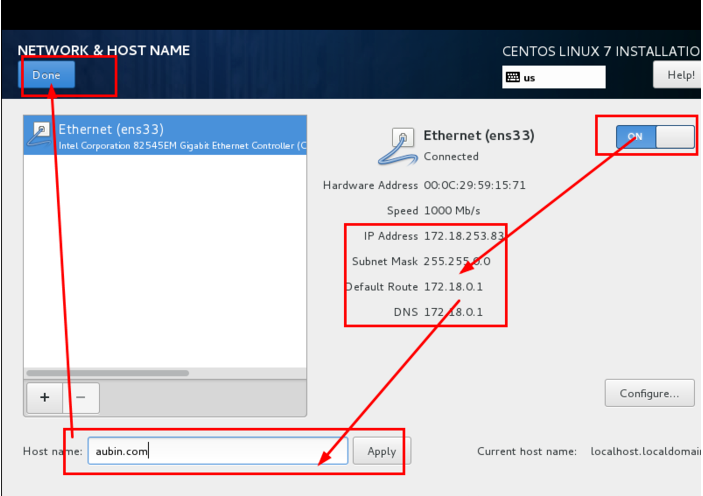 NETWORK & HOST NAME
CENTOS LINUX 7 INSTALLATIO
Done
us
Help!
Ethernet (ens33)
Intel Corporation 82545EM Gigabit Ethernet Controller (C
Ethernet (ens33)
Connected
ON
Hardware Address 00:0C:29:59:15:71
Speed 1000 Mb/s
IP Address 172.18.253.83
Subnet Mask 255.255.0.0
Default Route 172.18.0.1
DNS 172.18.0.1
+ −
Configure...
Host name: aubin.com Apply
Current host name: localhost.localdomai